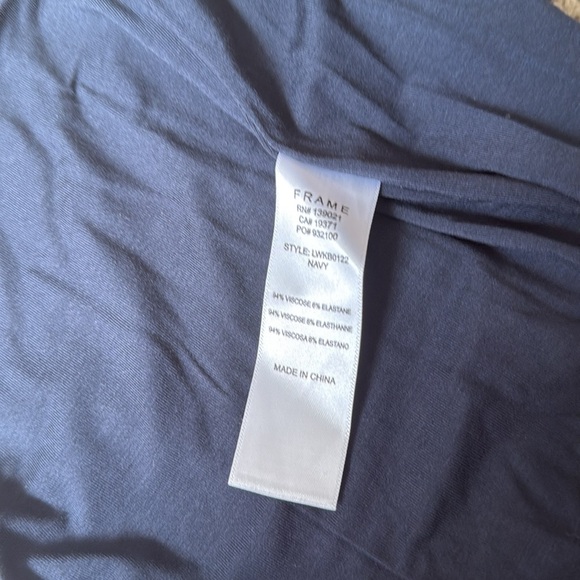 FRAME
RN# 139021
CA# 19371
PO# 932100
STYLE: LWKB0122
NAVY
94% VISCOSE 6% ELASTANE
94% VISCOSE 6% ELASTHANNE
94% VISCOSA 6% ELASTANO
MADE IN CHINA